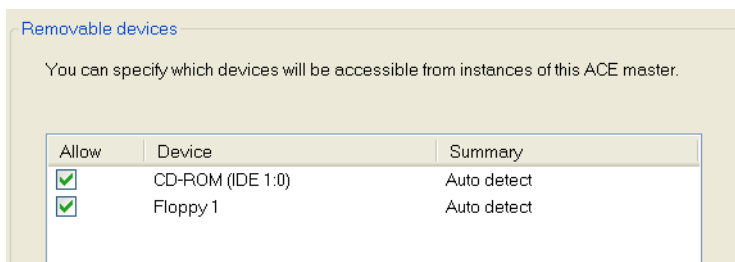 Removable devices
You can specify which devices will be accessible from instances of this ACE master.
Allow Device Summary
CD-ROM (IDE 1:0) Auto detect
Floppy 1 Auto detect